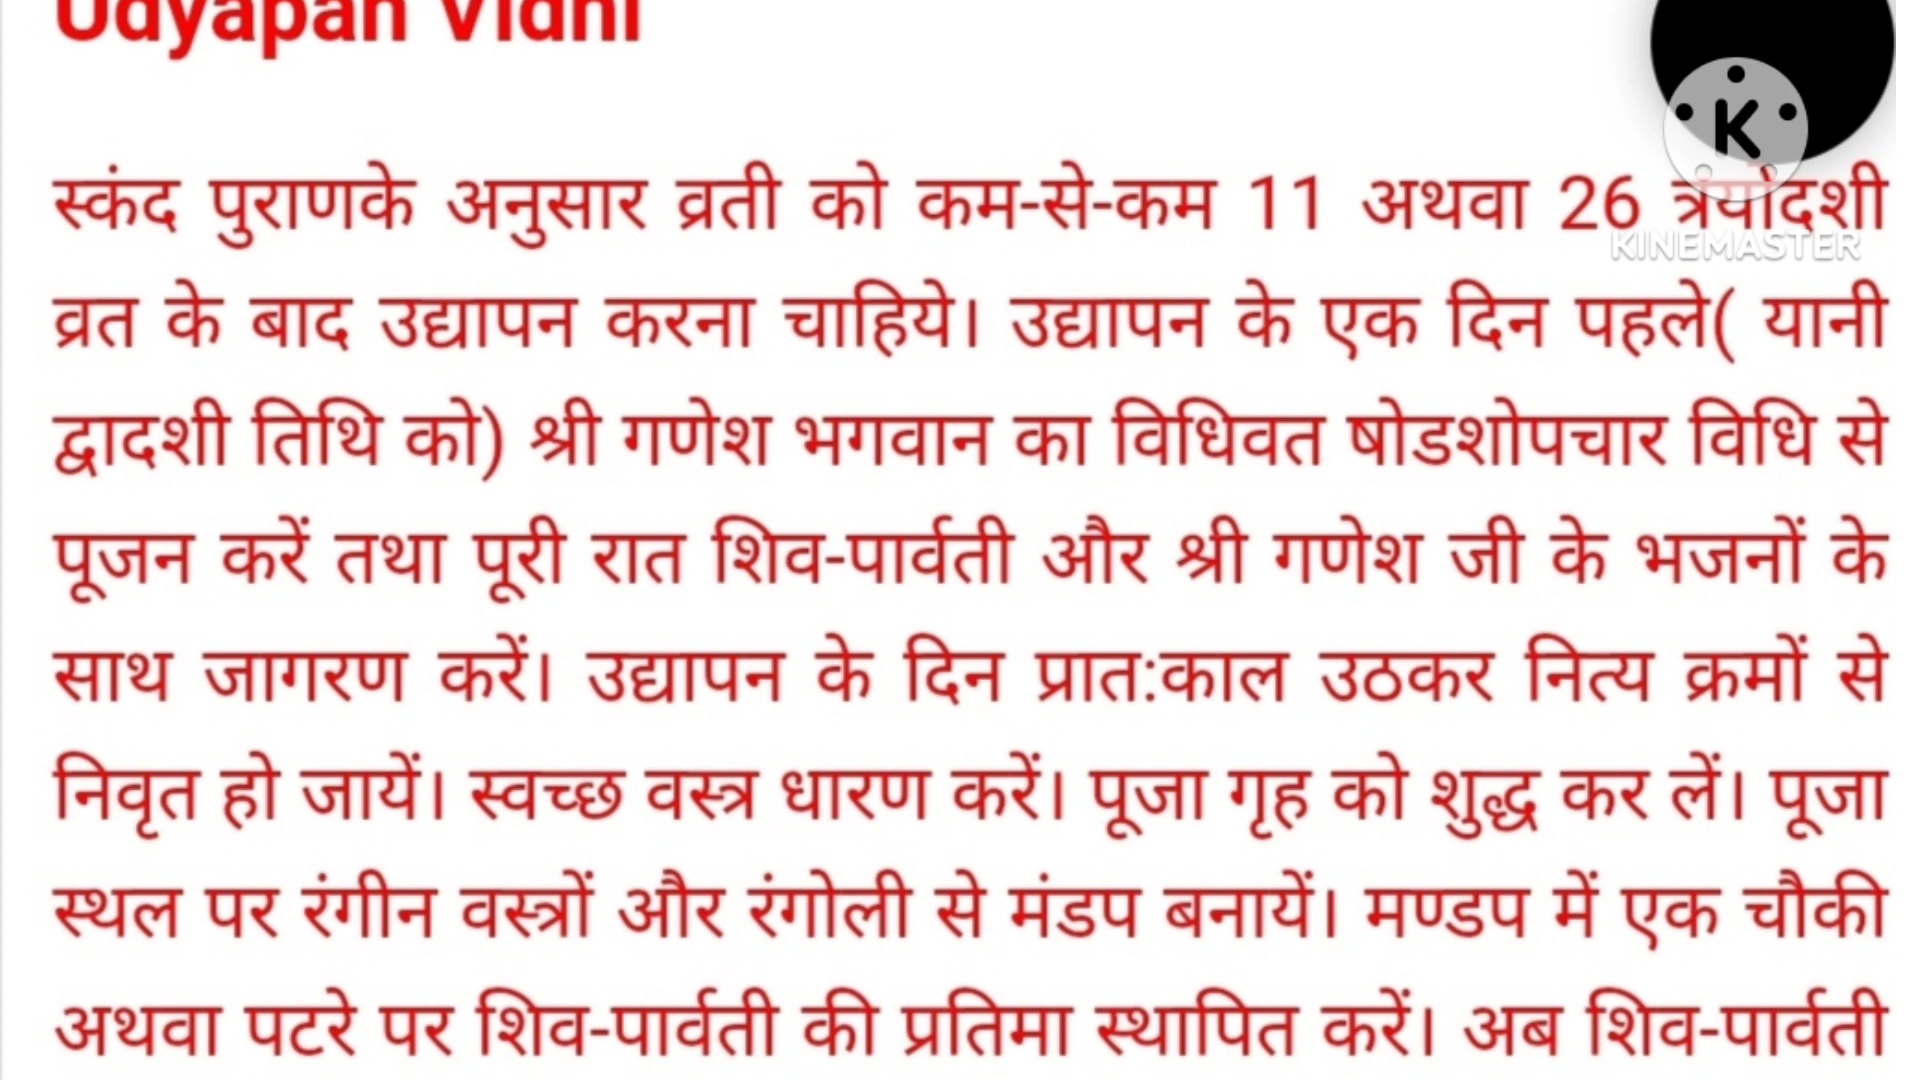 Udyapan Vidhi
K
स्कंद पुराणके अनुसार व्रती को कम-से-कम 11 अथवा 26 त्रयोदशी
KINEMASTER
व्रत के बाद उद्यापन करना चाहिये। उद्यापन के एक दिन पहले( यानी
द्वादशी तिथि को) श्री गणेश भगवान का विधिवत षोडशोपचार विधि से
पूजन करें तथा पूरी रात शिव-पार्वती और श्री गणेश जी के भजनों के
साथ जागरण करें। उद्यापन के दिन प्रात:काल उठकर नित्य क्रमों से
निवृत हो जायें। स्वच्छ वस्त्र धारण करें। पूजा गृह को शुद्ध कर लें। पूजा
स्थल पर रंगीन वस्त्रों और रंगोली से मंडप बनायें। मण्डप में एक चौकी
अथवा पटरे पर शिव-पार्वती की प्रतिमा स्थापित करें। अब शिव-पार्वती